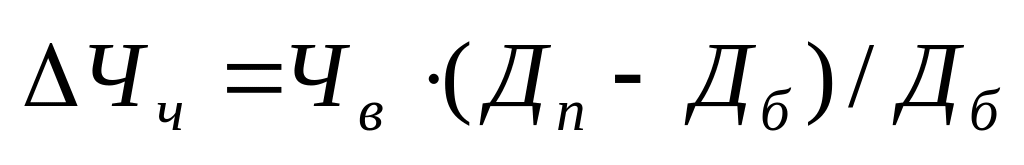 ΔЧч = Чв ·(Дп - Дб)/ Дб